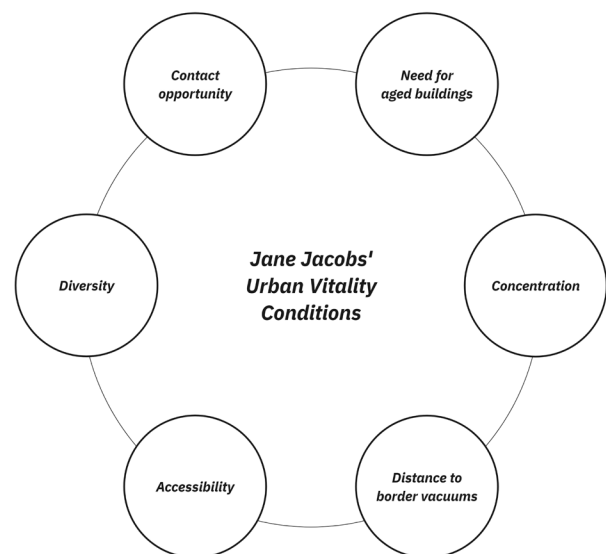 Contact
opportunity
Need for
aged buildings
Diversity
Jane Jacobs'
Urban Vitality
Conditions
Concentration
Accessibility
Distance to
border vacuums